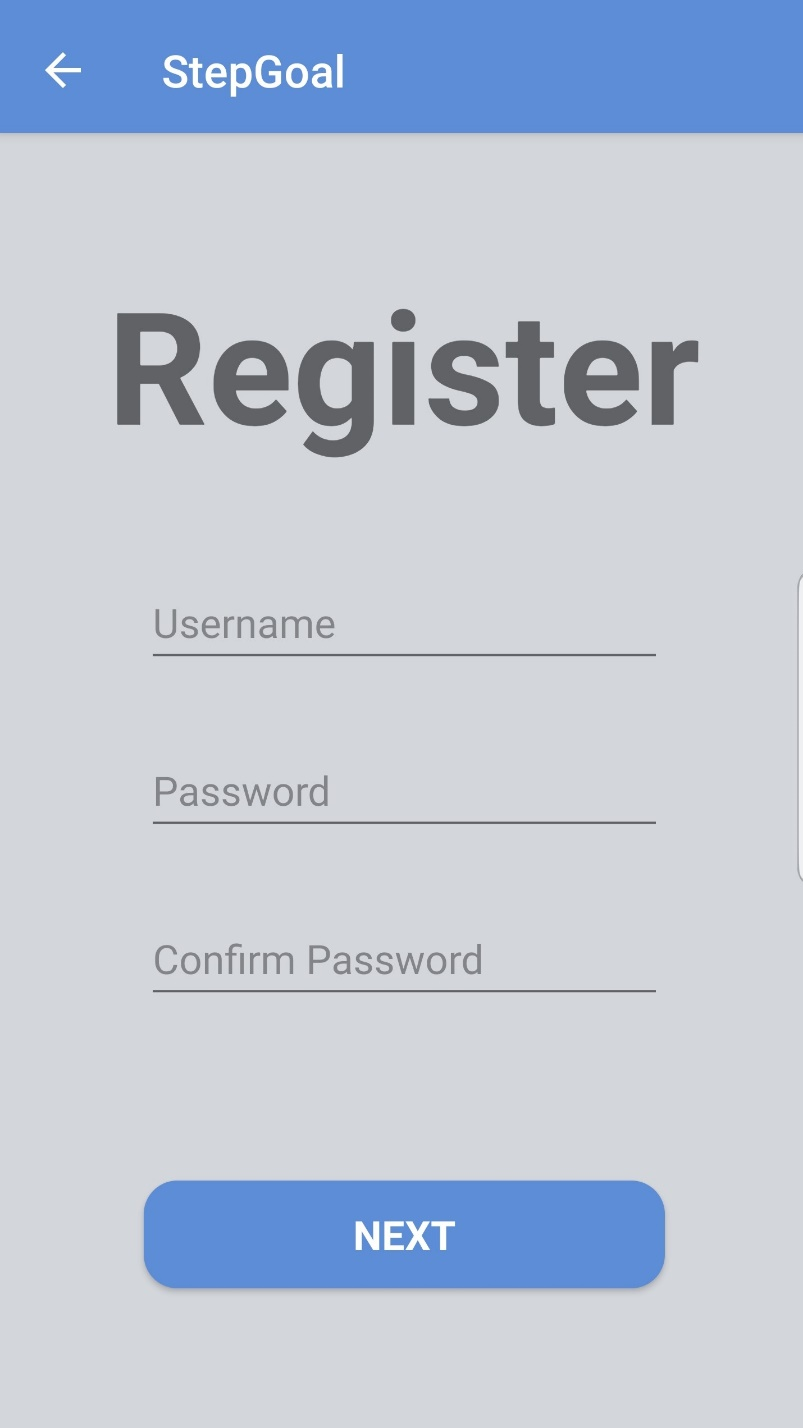 StepGoal
Register
Username
Password
Confirm Password
NEXT